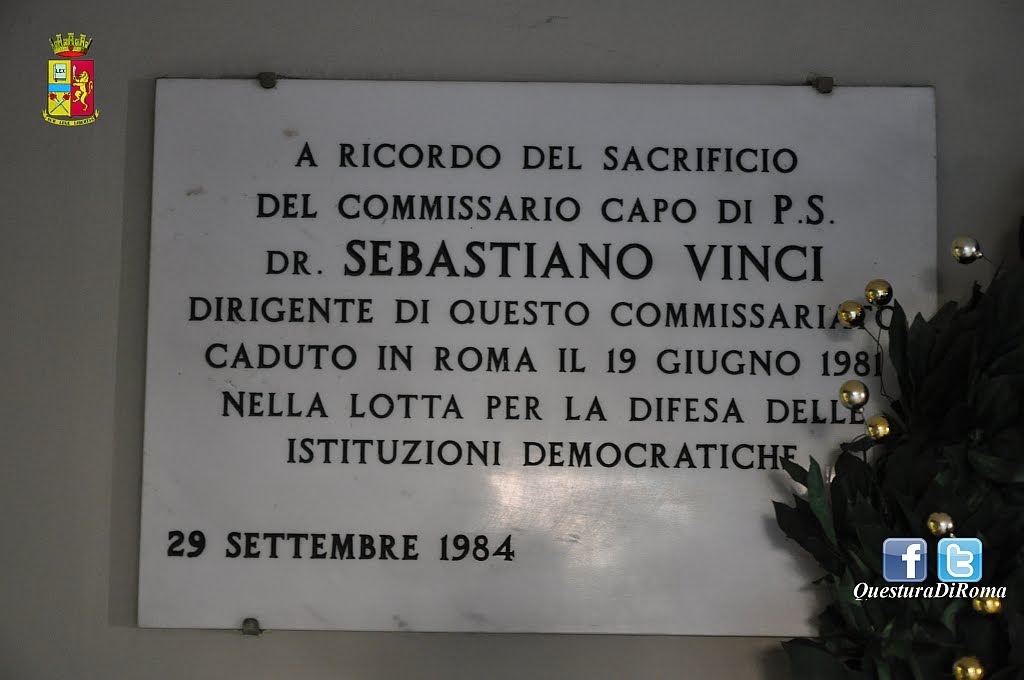 A RICORDO DEL SACRIFICIO
DEL COMMISSARIO CAPO DI P.S.
DR. SEBASTIANO VINCI
DIRIGENTE DI QUESTO COMMISSARIATO
CADUTO IN ROMA IL 19 GIUGNO 1981
NELLA LOTTA PER LA DIFESA DELLE
ISTITUZIONI DEMOCRATICHE
29 SETTEMBRE 1984
QuesturaDiRoma